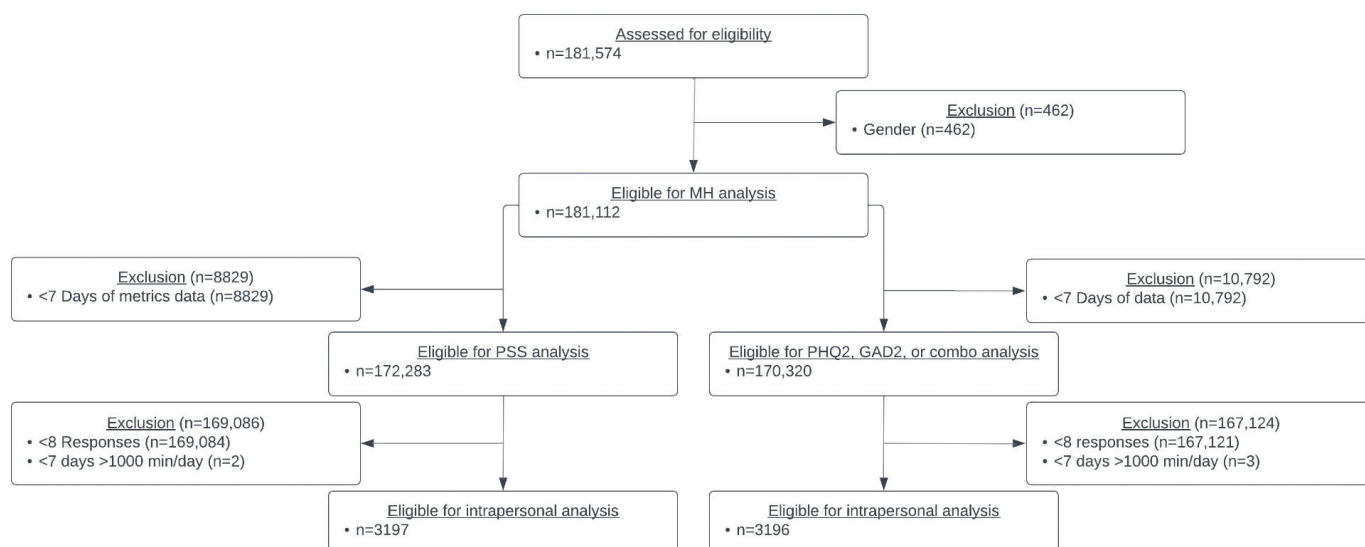 Assessed for eligibility
• n=181,574
Exclusion (n=462)
• Gender (n=462)
Eligible for MH analysis
• n=181,112
Exclusion (n=8829)
• <7 Days of metrics data (n=8829)
Exclusion (n=10,792)
• <7 Days of data (n=10,792)
Eligible for PSS analysis
• n=172,283
Eligible for PHQ2, GAD2, or combo analysis
• n=170,320
Exclusion (n=169,086)
• <8 Responses (n=169,084)
• <7 days >1000 min/day (n=2)
Exclusion (n=167,124)
• <8 responses (n=167,121)
• <7 days >1000 min/day (n=3)
Eligible for intrapersonal analysis
• n=3197
Eligible for intrapersonal analysis
• n=3196